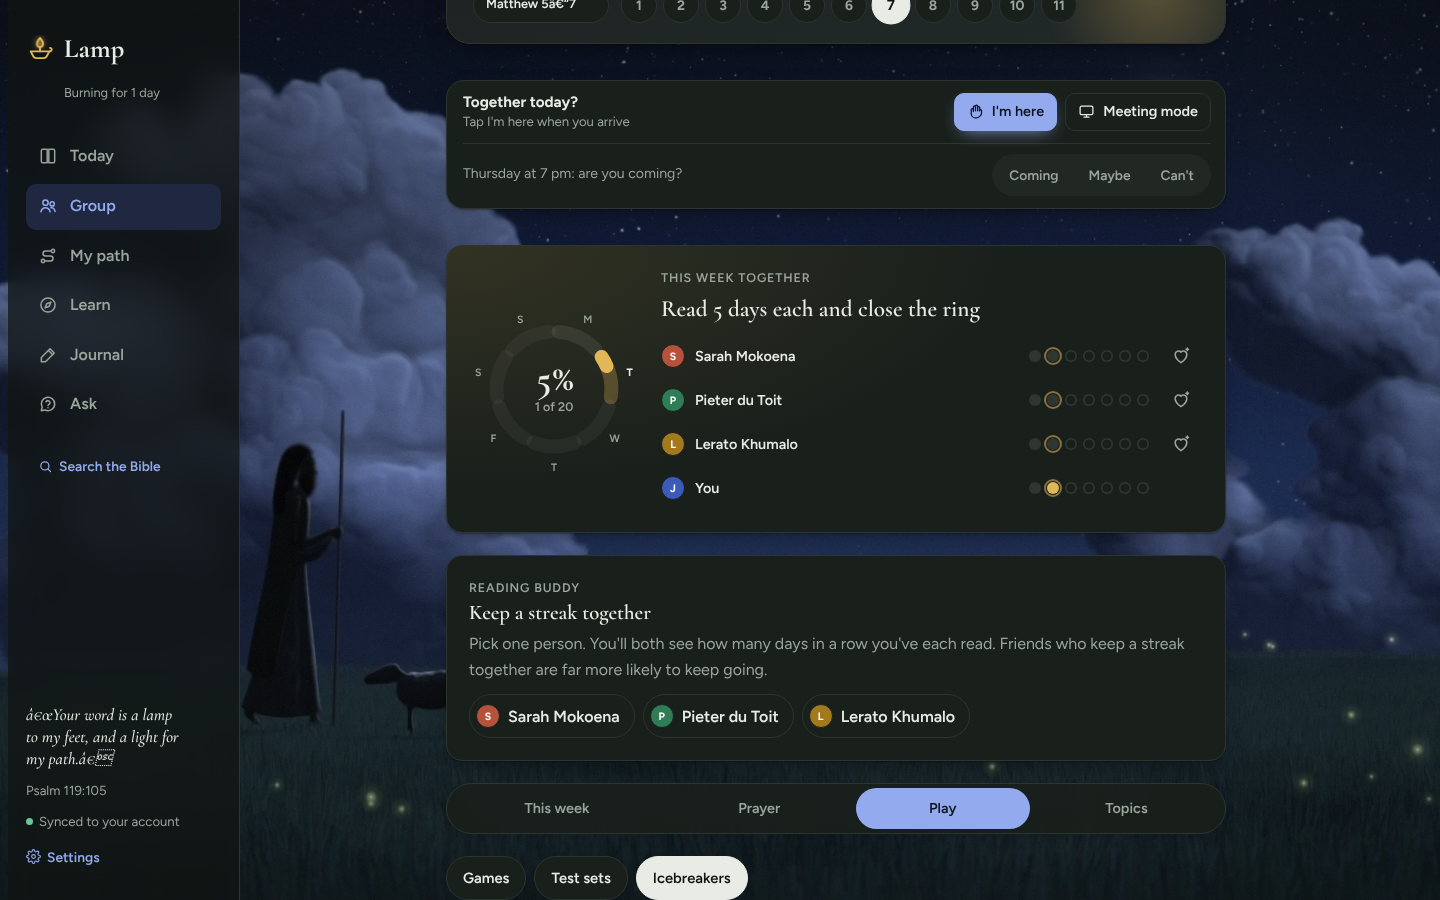 Lamp
Burning for 1 day
Today
Group
My path
Learn
Journal
Ask
Search the Bible
“Your word is a lamp
to my feet, and a light for
my path.â€
Psalm 119:105
Synced to your account
Settings
Matthew 5–7
1 2 3 4 5 6 7 8 9 10 11
Together today?
Tap I'm here when you arrive
I'm here
Meeting mode
Thursday at 7 pm: are you coming?
Coming Maybe Can't
S M T W T F S
5%
1 of 20
THIS WEEK TOGETHER
Read 5 days each and close the ring
S Sarah Mokoena
P Pieter du Toit
L Lerato Khumalo
J You
READING BUDDY
Keep a streak together
Pick one person. You'll both see how many days in a row you've each read. Friends who keep a streak
together are far more likely to keep going.
S Sarah Mokoena P Pieter du Toit L Lerato Khumalo
This week Prayer Play Topics
Games Test sets Icebreakers